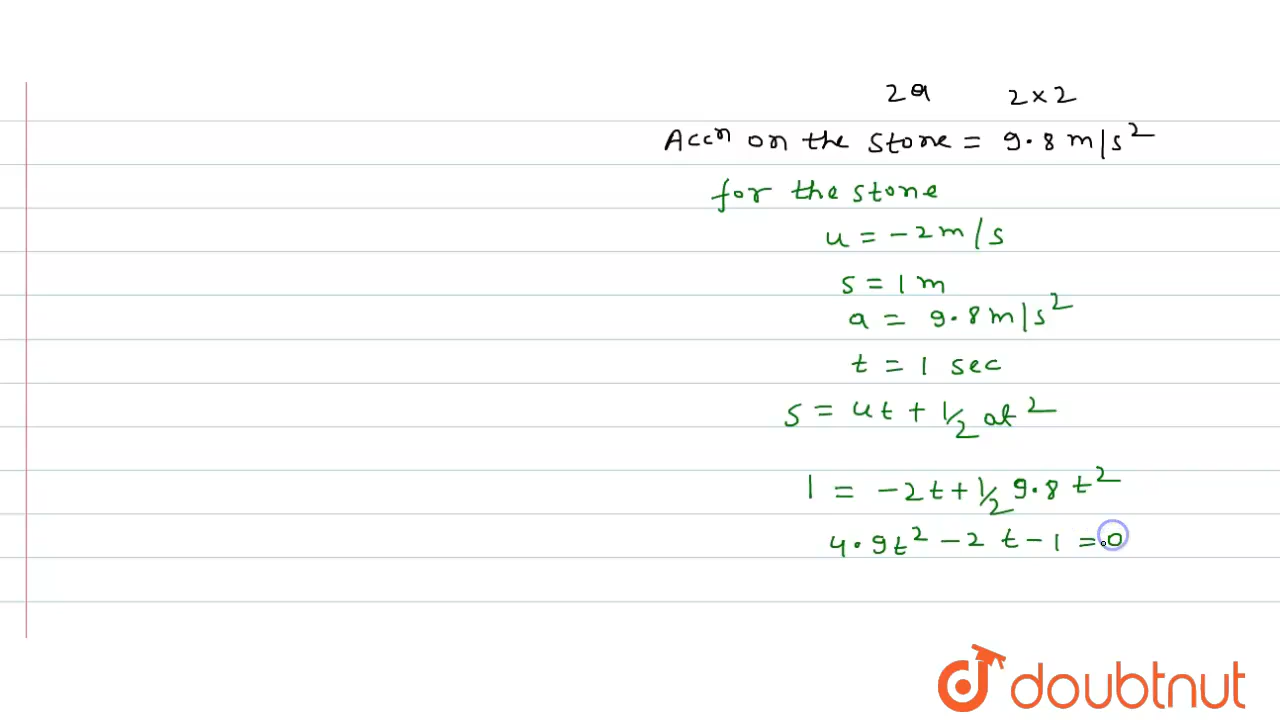 2a 2×2
Accn on the stone = 9.8 m/s²
for the stone
u = -2 m/s
s = 1 m
a = 9.8 m/s²
t = 1 sec
s = ut + 1/2 at²
1 = -2t + 1/2 9.8 t²
4.9t² - 2 t - 1 = 0
doubtnut